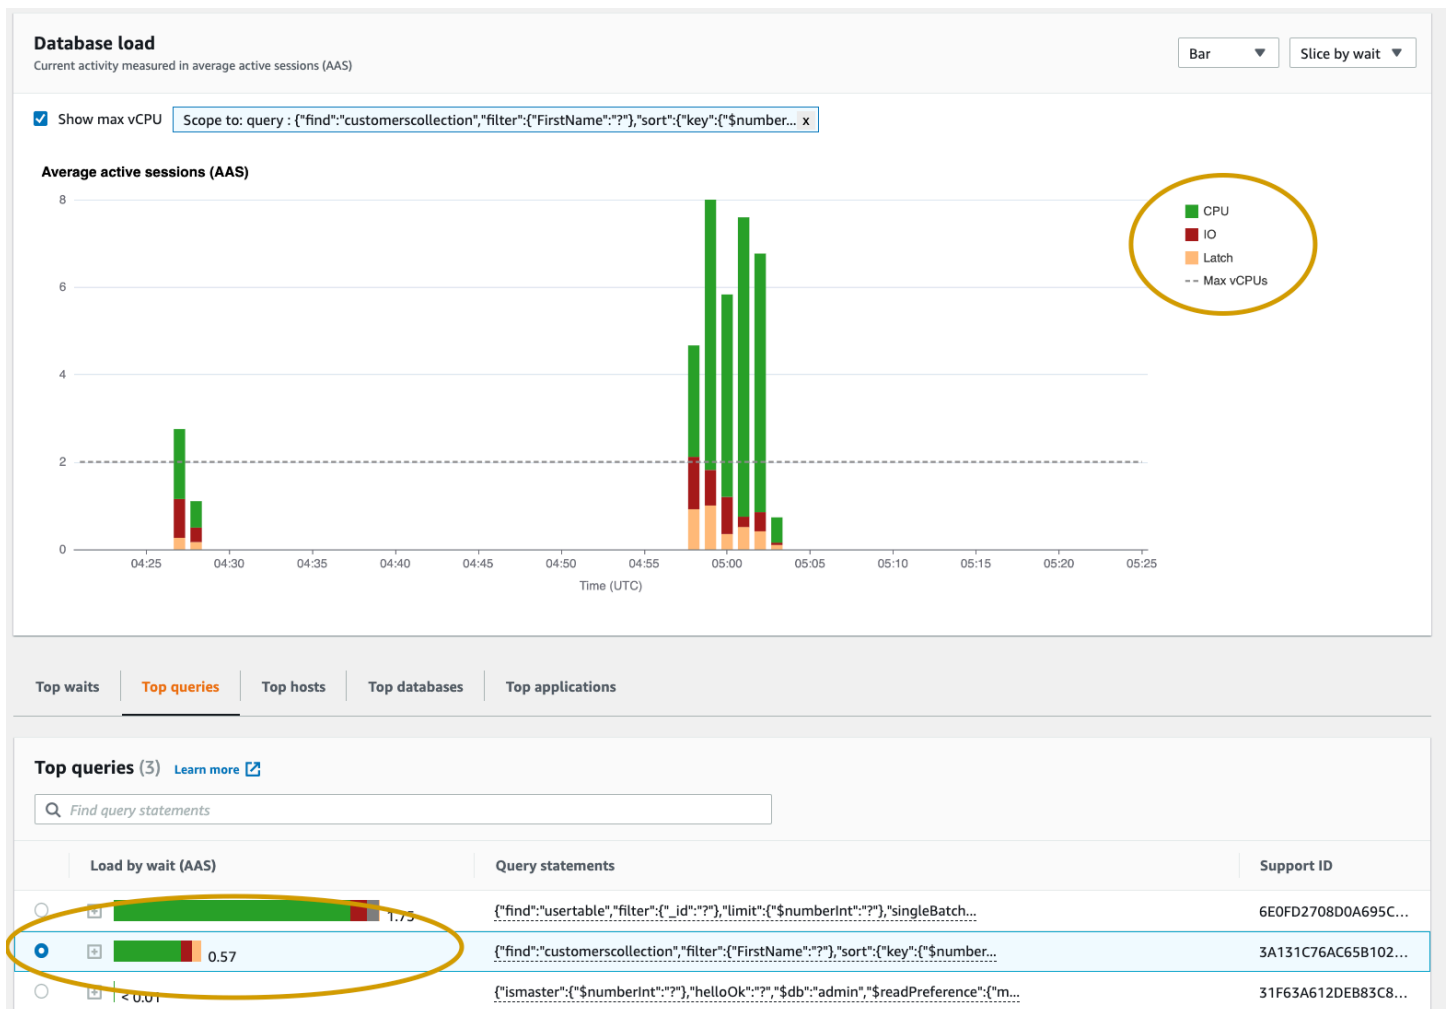 Database load
Current activity measured in average active sessions (AAS)
Bar
Slice by wait
Show max vCPU
Scope to: query : {"find":"customerscollection","filter":{"FirstName":"?"},"sort":{"key":{"$number... x
Average active sessions (AAS)
8
6
4
2
0
CPU
IO
Latch
Max vCPUs
04:25 04:30 04:35 04:40 04:45 04:50 04:55 05:00 05:05 05:10 05:15 05:20 05:25
Time (UTC)
Top waits Top queries Top hosts Top databases Top applications
Top queries (3) Learn more
Find query statements
Load by wait (AAS) Query statements Support ID
1.75 {"find":"usertable","filter":{"_id":"?"},"limit":{"$numberInt":"?"},"singleBatch... 6E0FD2708D0A695C...
0.57 {"find":"customerscollection","filter":{"FirstName":"?"},"sort":{"key":{"$number... 3A131C76AC65B102...
< 0.01 {"ismaster":{"$numberInt":"?"},"helloOk":"?","$db":"admin","$readPreference":{"m... 31F63A612DEB83C8...